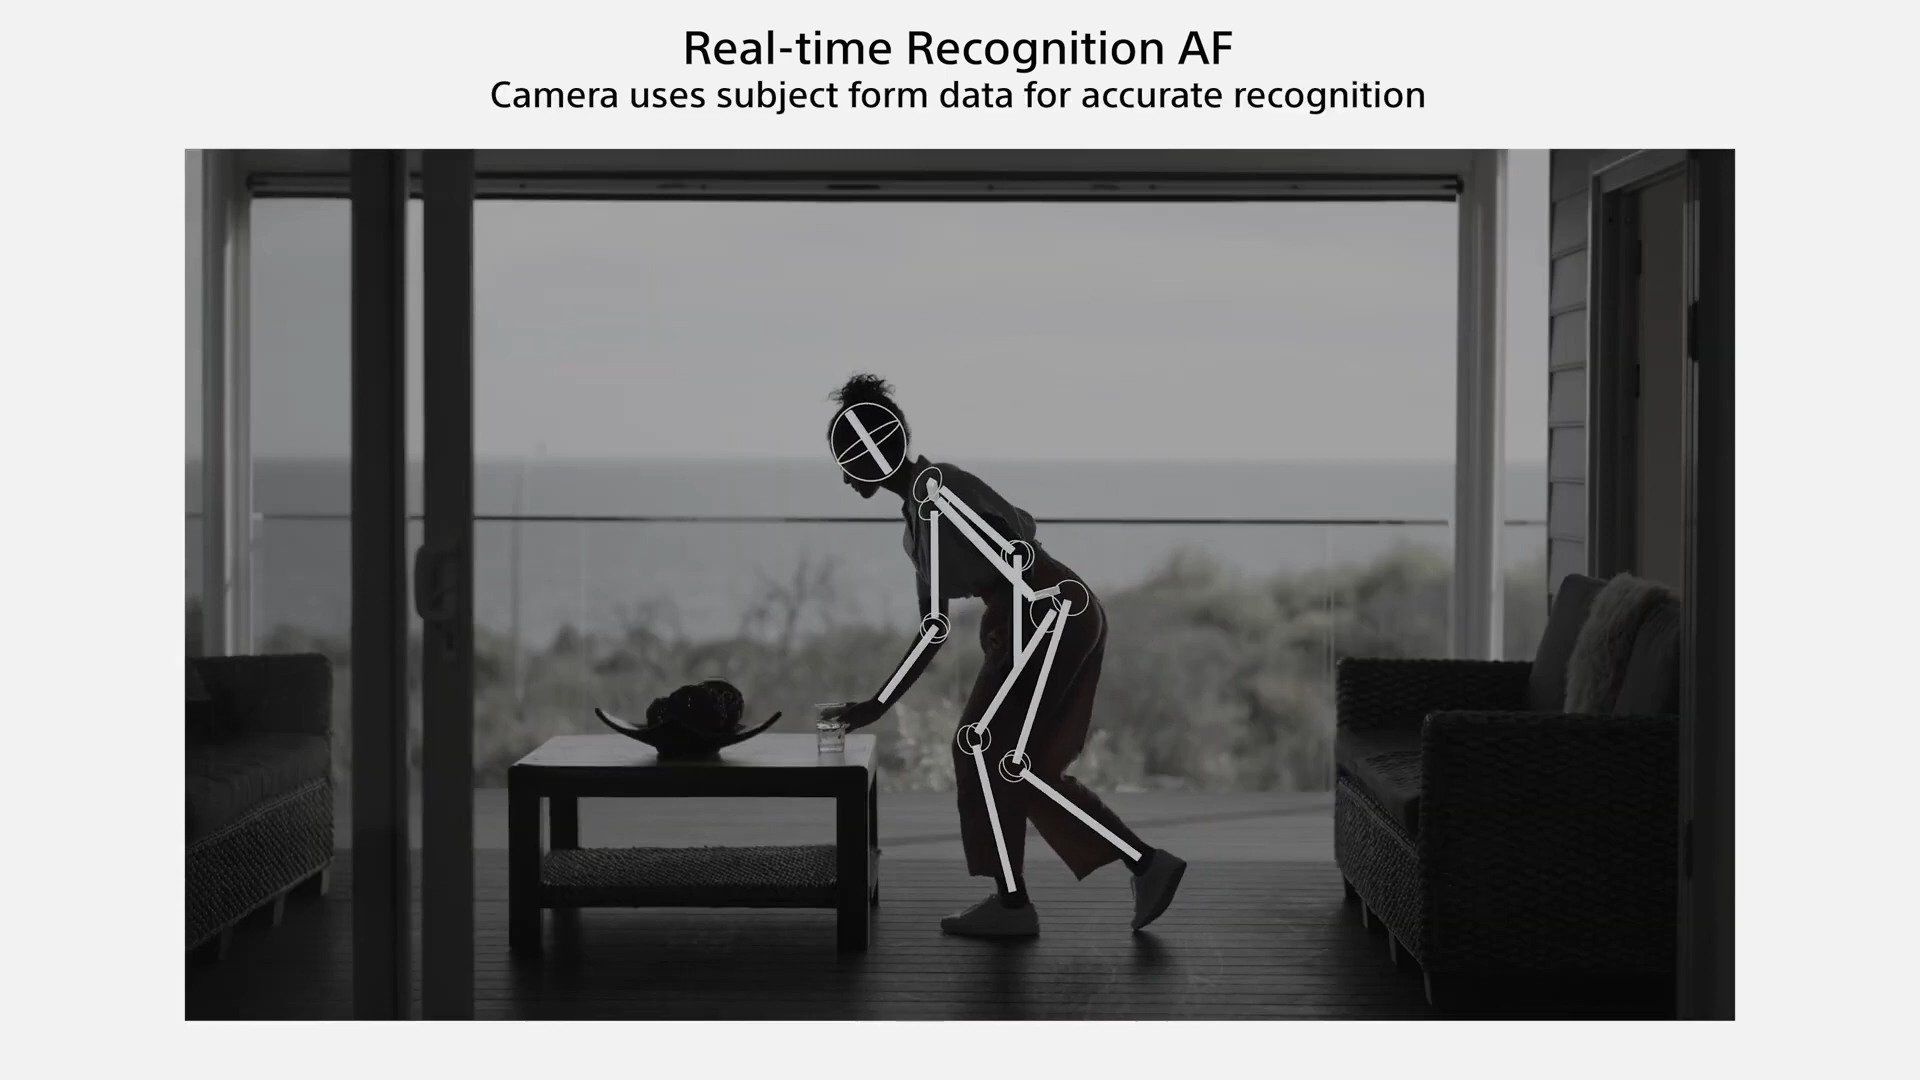 Real-time Recognition AF
Camera uses subject form data for accurate recognition